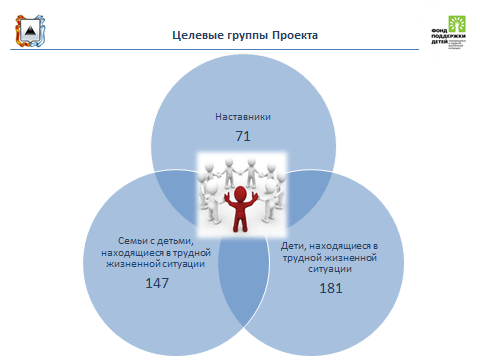 Целевые группы Проекта
ФОНД
ПОДДЕРЖКИ
ДЕТЕЙ
Наставники
71
Семьи с детьми,
находящиеся в трудной
жизненной ситуации
147
Дети, находящиеся в
трудной жизненной
ситуации
181